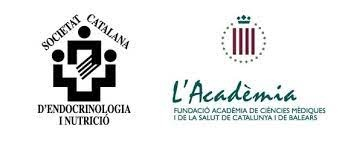 SOCIETAT CATALANA
D'ENDOCRINOLOGIA
I NUTRICIÓ
L'Acadèmia
FUNDACIÓ ACADÈMIA DE CIÈNCIES MÈDIQUES
I DE LA SALUT DE CATALUNYA I DE BALEARS